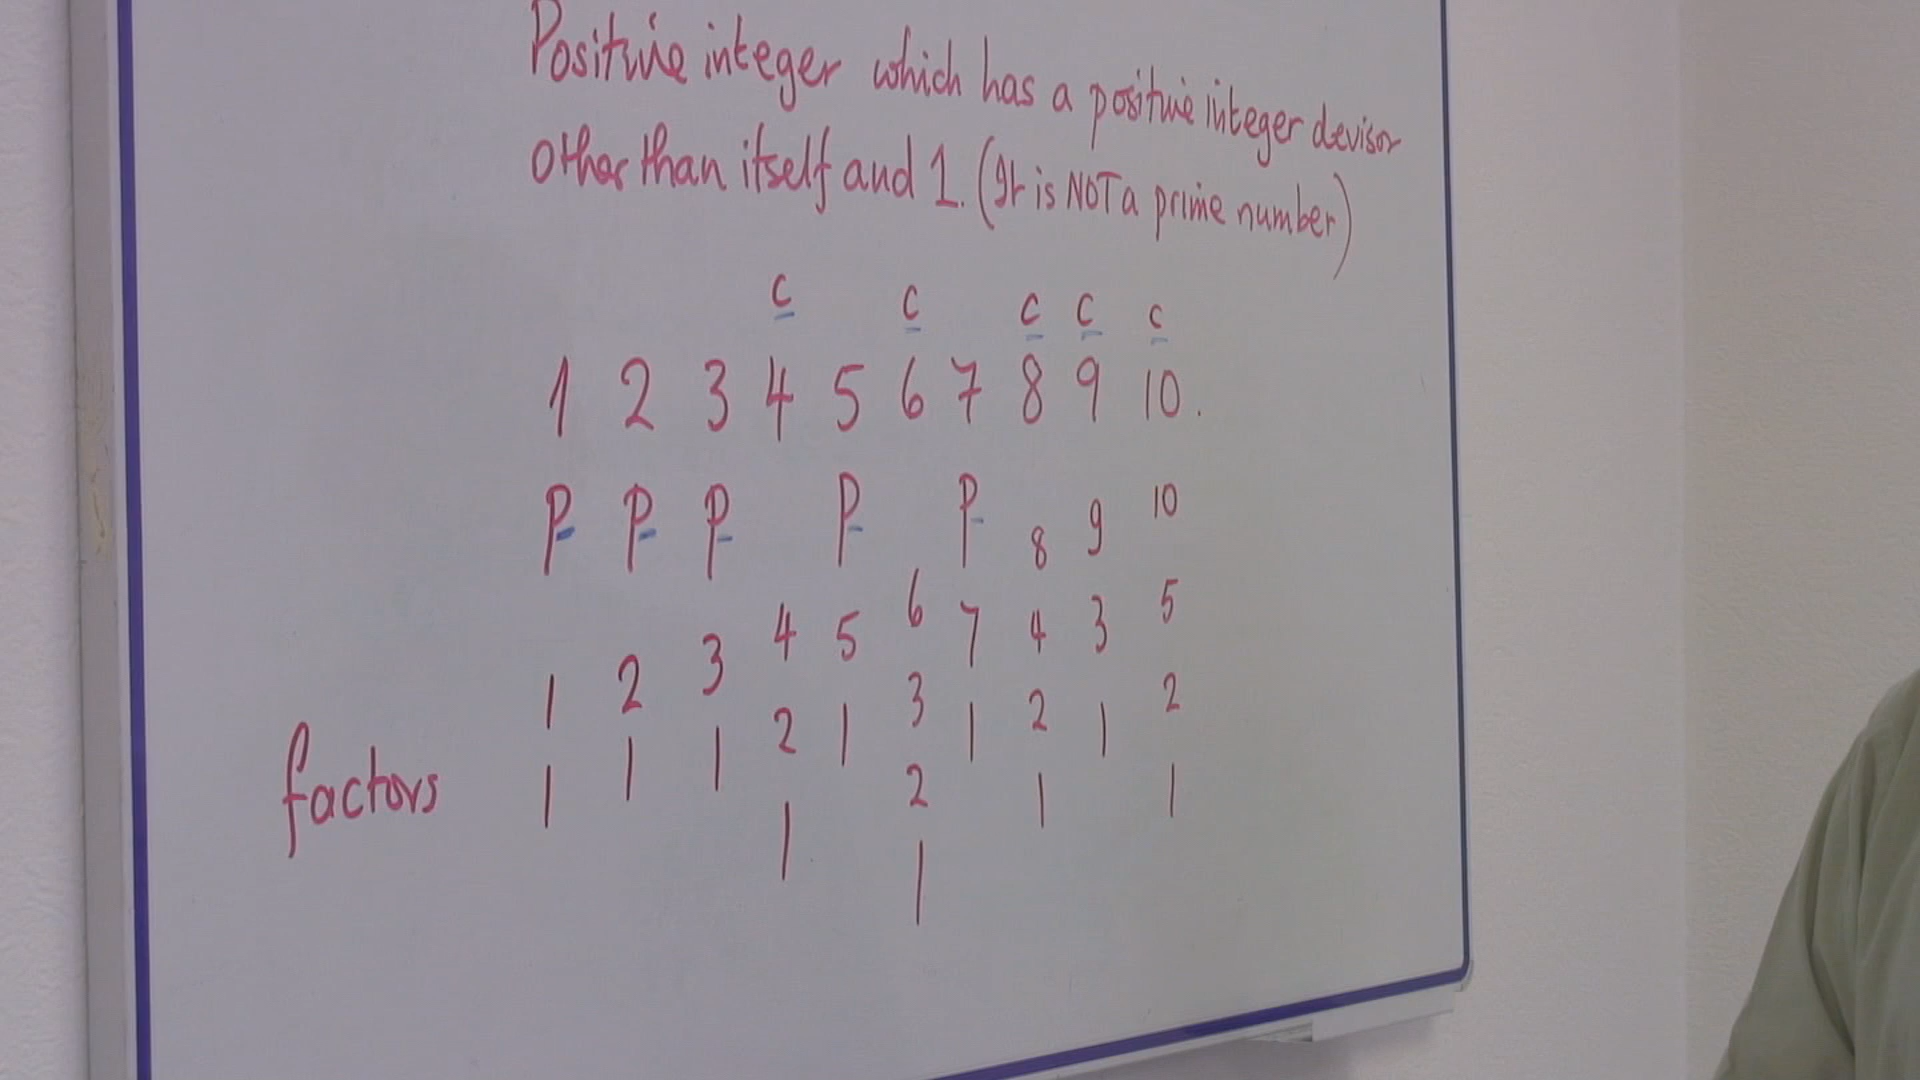 Positive integer which has a positive integer devisor
other than itself and 1. (It is NOT a prime number)
C C C C C
1 2 3 4 5 6 7 8 9 10.
P P P P P 8 9 10
1 2 3 4 5 6 7 4 3 5
factors 1 1 1 2 1 3 1 2 1 2
1 2 1 1
1